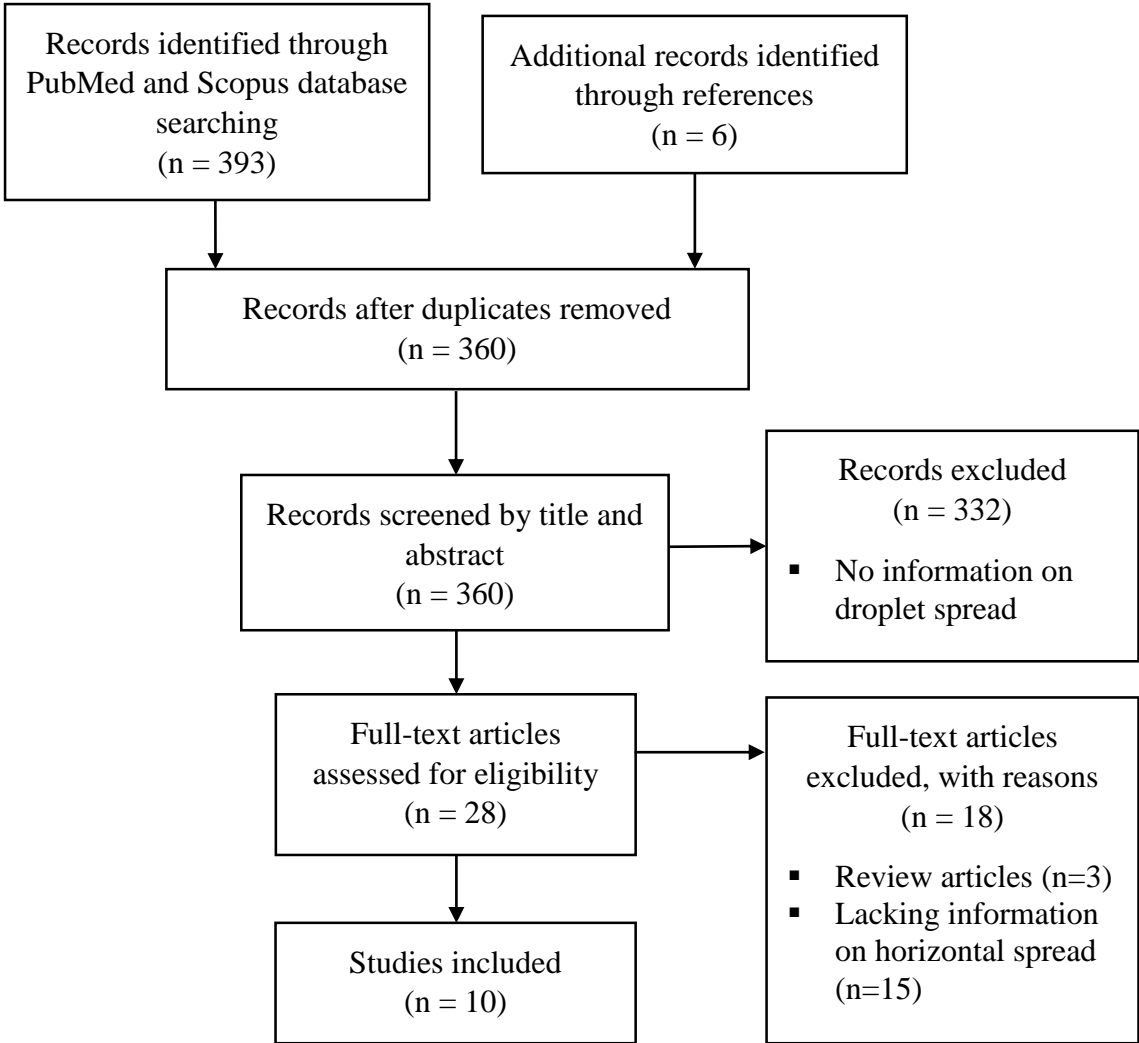 Records identified through
PubMed and Scopus database
searching
(n = 393)
Additional records identified
through references
(n = 6)
Records after duplicates removed
(n = 360)
Records screened by title and
abstract
(n = 360)
Records excluded
(n = 332)
▪ No information on
droplet spread
Full-text articles
assessed for eligibility
(n = 28)
Full-text articles
excluded, with reasons
(n = 18)
▪ Review articles (n=3)
▪ Lacking information
on horizontal spread
(n=15)
Studies included
(n = 10)